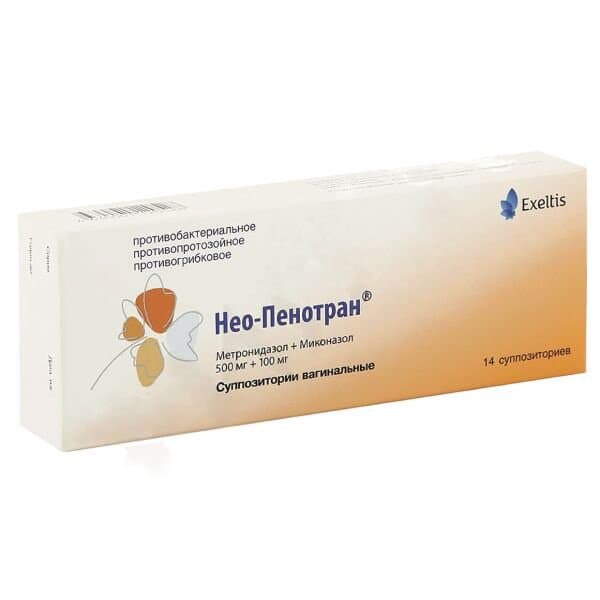 Exeltis
противобактериальное
противопротозойное
противогрибковое
Нео-Пенотран®
Метронидазол + Миконазол
500 мг + 100 мг
Суппозитории вагинальные
14 суппозиториев